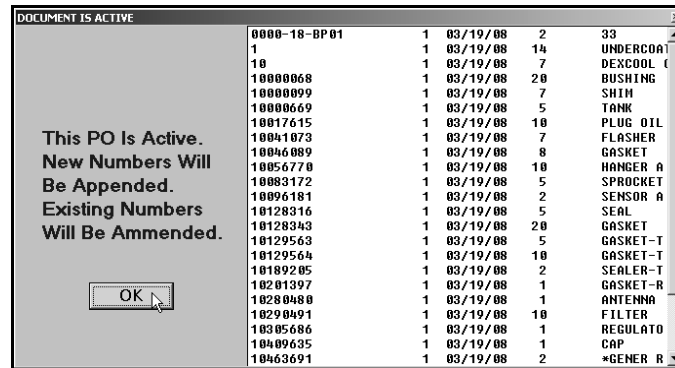 DOCUMENT IS ACTIVE
This PO Is Active.
New Numbers Will
Be Appended.
Existing Numbers
Will Be Ammended.
OK
0000-18-BP01 1 03/19/08 2 33
1 1 03/19/08 14 UNDERCOAT
10 1 03/19/08 7 DEXCOOL
10000068 1 03/19/08 20 BUSHING
10000099 1 03/19/08 7 SHIM
10000669 1 03/19/08 5 TANK
10017615 1 03/19/08 10 PLUG OIL
10041073 1 03/19/08 7 FLASHER
10046089 1 03/19/08 8 GASKET
10056770 1 03/19/08 10 HANGER A
10083172 1 03/19/08 5 SPROCKET
10096181 1 03/19/08 2 SENSOR A
10128316 1 03/19/08 5 SEAL
10128343 1 03/19/08 20 GASKET
10129563 1 03/19/08 5 GASKET-T
10129564 1 03/19/08 10 GASKET-T
10189205 1 03/19/08 2 SEALER-T
10201397 1 03/19/08 1 GASKET-R
10280480 1 03/19/08 1 ANTENNA
10290491 1 03/19/08 10 FILTER
10305686 1 03/19/08 1 REGULATO
10409635 1 03/19/08 1 CAP
10463691 1 03/19/08 2 *GENER R